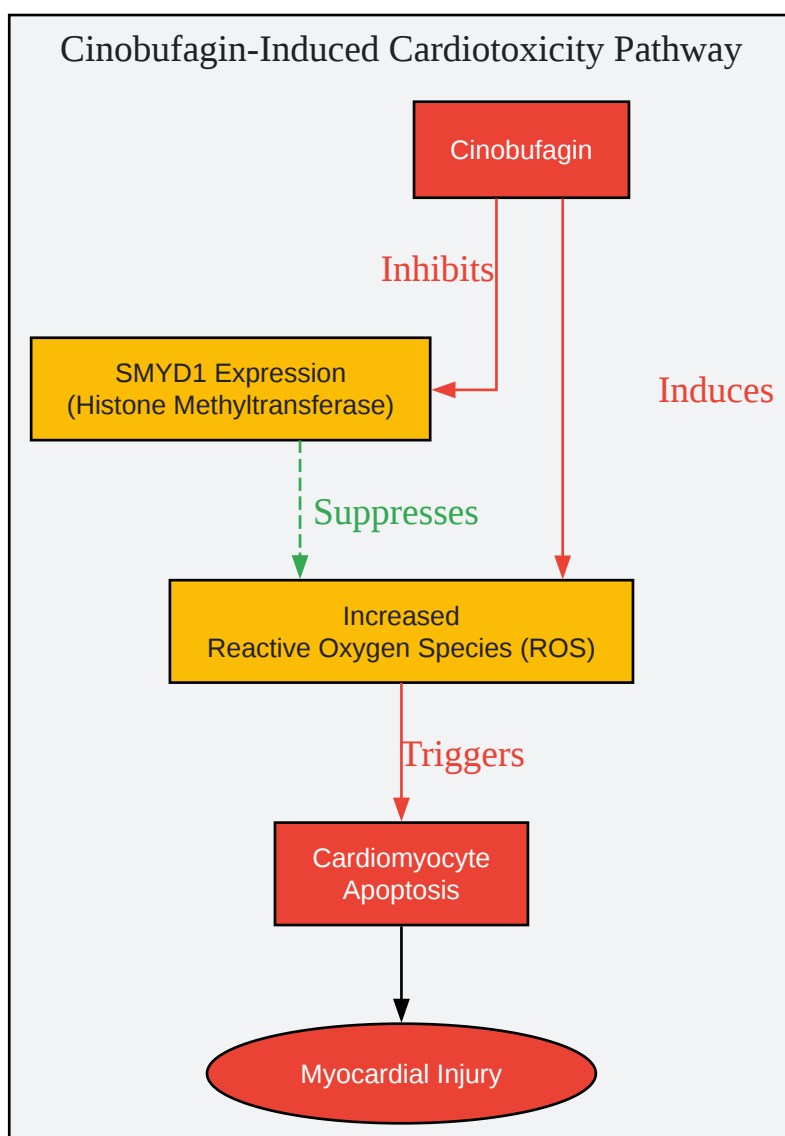 Cinobufagin-Induced Cardiotoxicity Pathway
Cinobufagin
Inhibits
SMYD1 Expression
(Histone Methyltransferase)
Induces
Suppresses
Increased
Reactive Oxygen Species (ROS)
Triggers
Cardiomyocyte
Apoptosis
Myocardial Injury